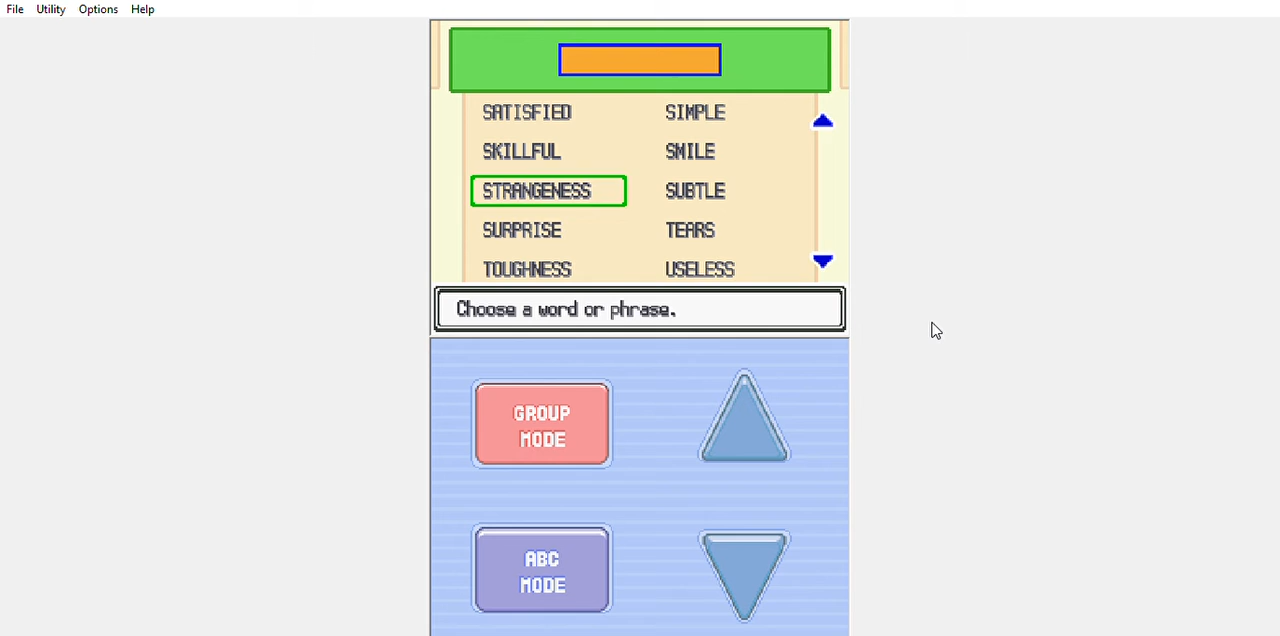 File Utility Options Help
SATISFIED SIMPLE
SKILLFUL SMILE
STRANGENESS SUBTLE
SURPRISE TEARS
TOUGHNESS USELESS
Choose a word or phrase.
GROUP
MODE
ABC
MODE